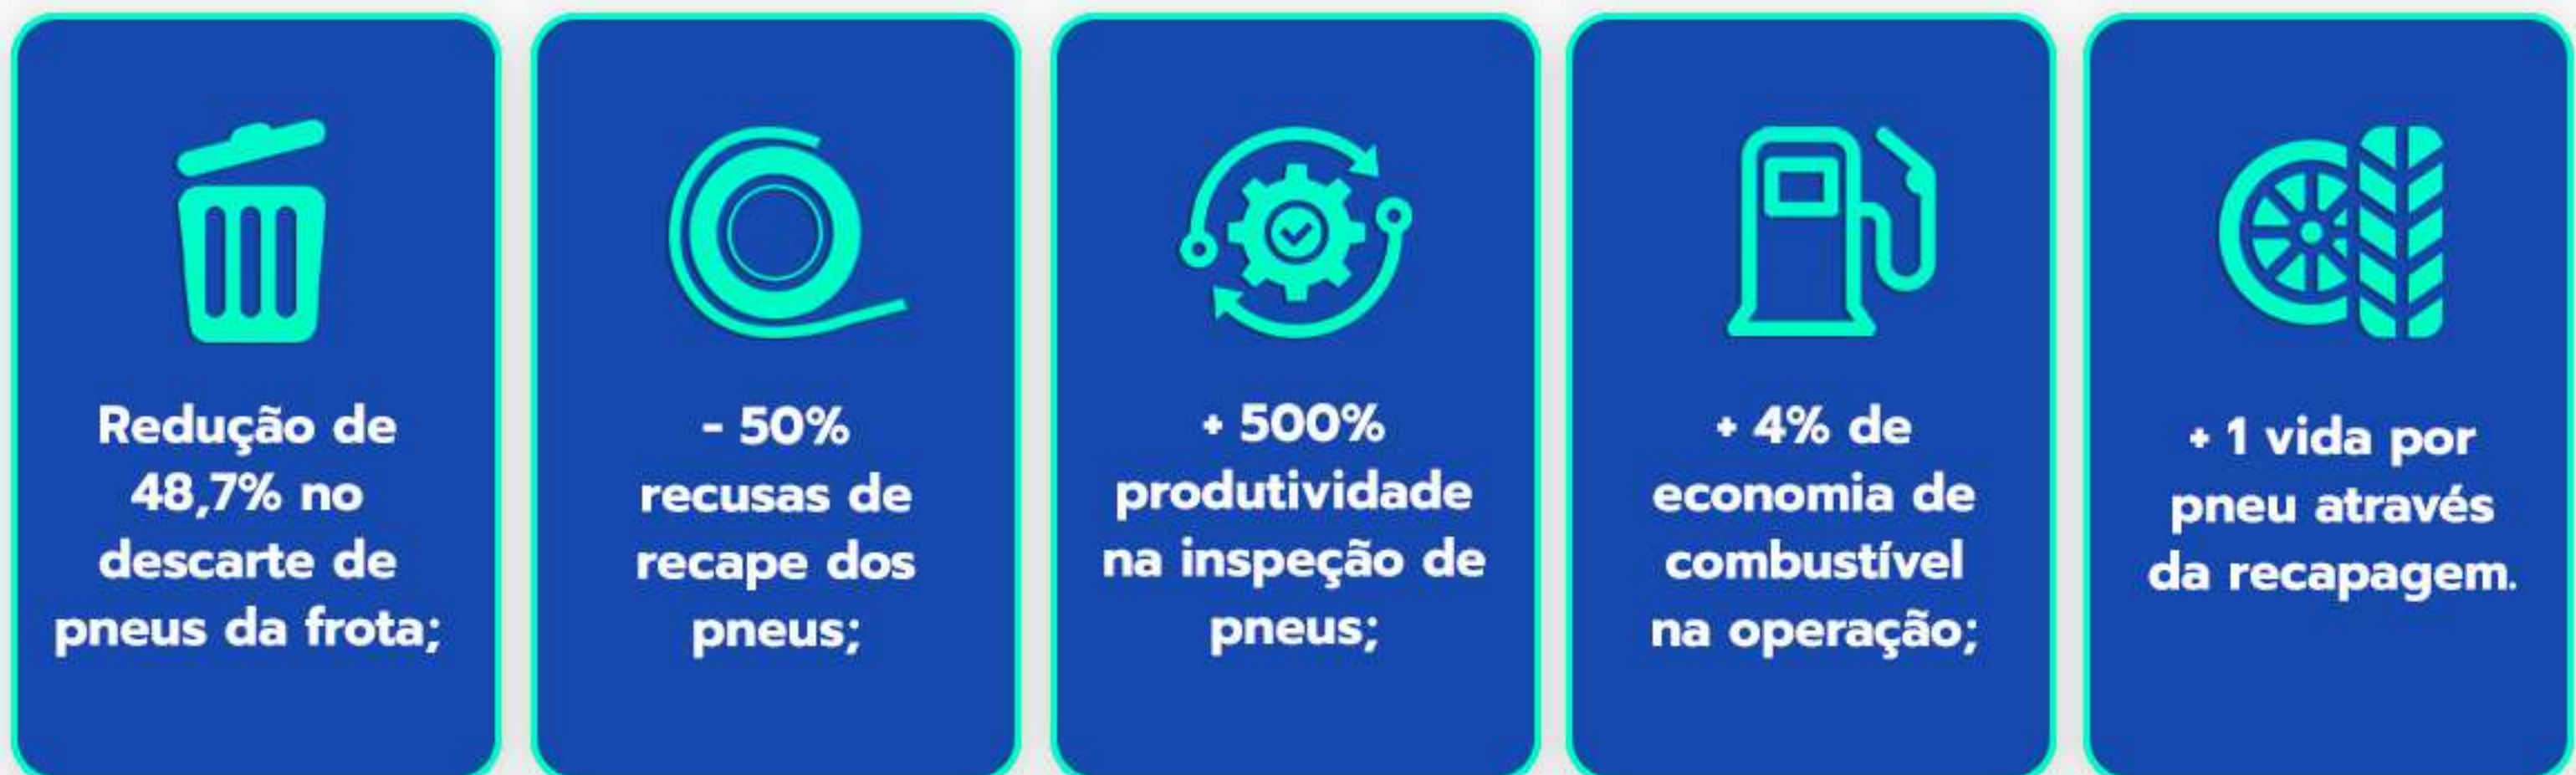 Redução de
48,7% no
descarte de
pneus da frota;
- 50%
recusas de
recape dos
pneus;
+ 500%
produtividade
na inspeção de
pneus;
+ 4% de
economia de
combustível
na operação;
+ 1 vida por
pneu através
da recapagem.